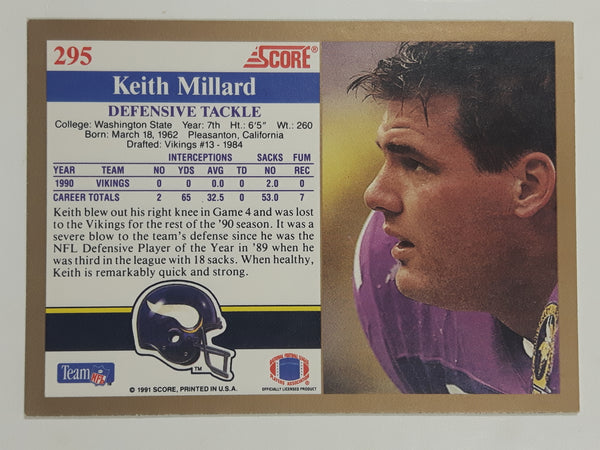 295
SCORE®
Keith Millard
DEFENSIVE TACKLE
College: Washington State Year: 7th Ht.: 6'5" Wt.: 260
Born: March 18, 1962 Pleasanton, California
Drafted: Vikings #13 - 1984
INTERCEPTIONS SACKS FUM
YEAR TEAM NO YDS AVG TD NO REC
1990 VIKINGS 0 0 0.0 0 2.0 0
CAREER TOTALS 2 65 32.5 0 53.0 7
Keith blew out his right knee in Game 4 and was lost
to the Vikings for the rest of the '90 season. It
was a severe blow to the team's defense since he was the
NFL Defensive Player of the Year in '89 when he
was third in the league with 18 sacks. When healthy,
Keith is remarkably quick and strong.
TM
Team NFL
© 1991 SCORE, PRINTED IN U.S.A.
NATIONAL FOOTBALL LEAGUE
PLAYERS ASSOCIATION
OFFICIALLY LICENSED PRODUCT